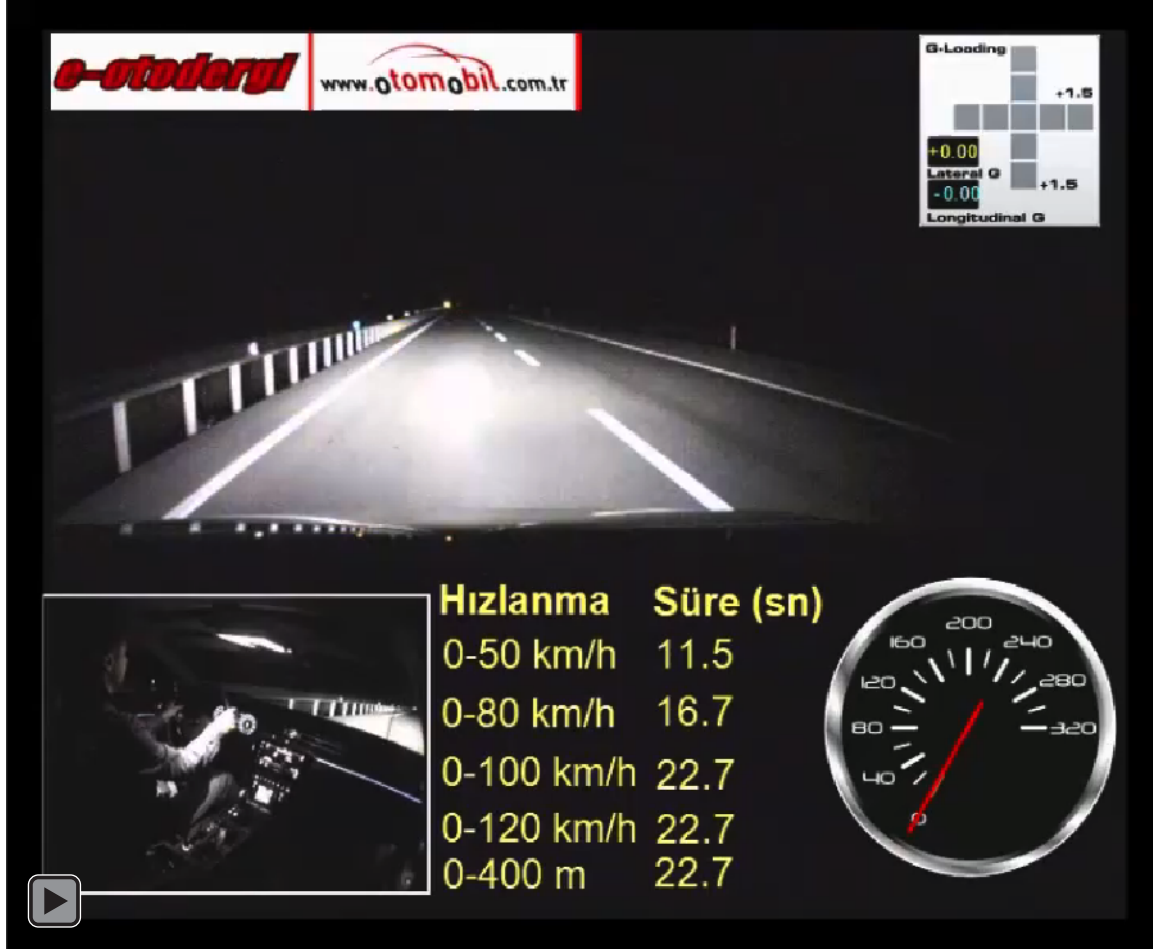 e-otodergi
www.otomobil.com.tr
G-Loading
+1.5
+0.00
Lateral G
+1.5
-0.00
Longitudinal G
Hızlanma Süre (sn)
0-50 km/h 11.5
0-80 km/h 16.7
0-100 km/h 22.7
0-120 km/h 22.7
0-400 m 22.7
200
160 240
120 280
80 320
40
0